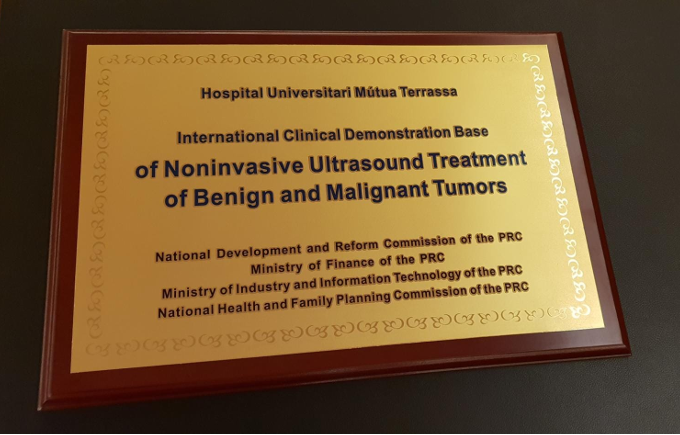 Hospital Universitari Mútua Terrassa
International Clinical Demonstration Base
of Noninvasive Ultrasound Treatment
of Benign and Malignant Tumors
National Development and Reform Commission of the PRC
Ministry of Finance of the PRC
Ministry of Industry and Information Technology of the PRC
National Health and Family Planning Commission of the PRC